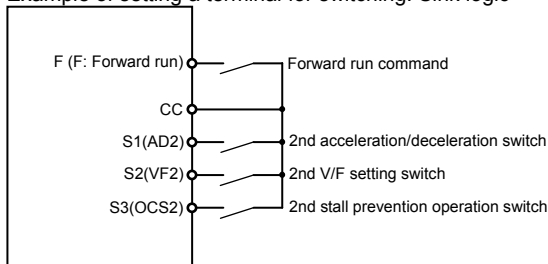 Example of setting a terminal for switching: Sink logic
F (F: Forward run)
Forward run command
CC
S1(AD2)
2nd acceleration/deceleration switch
S2(VF2)
2nd V/F setting switch
S3(OCS2)
2nd stall prevention operation switch